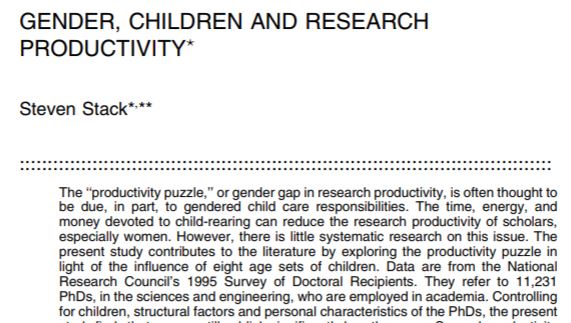 GENDER, CHILDREN AND RESEARCH
PRODUCTIVITY*
Steven Stack*,**
The “productivity puzzle,” or gender gap in research productivity, is often thought to
be due, in part, to gendered child care responsibilities. The time, energy, and
money devoted to child-rearing can reduce the research productivity of scholars,
especially women. However, there is little systematic research on this issue. The
present study contributes to the literature by exploring the productivity puzzle in
light of the influence of eight age sets of children. Data are from the National
Research Council’s 1995 Survey of Doctoral Recipients. They refer to 11,231
PhDs, in the sciences and engineering, who are employed in academia. Controlling
for children, structural factors and personal characteristics of the PhDs, the present